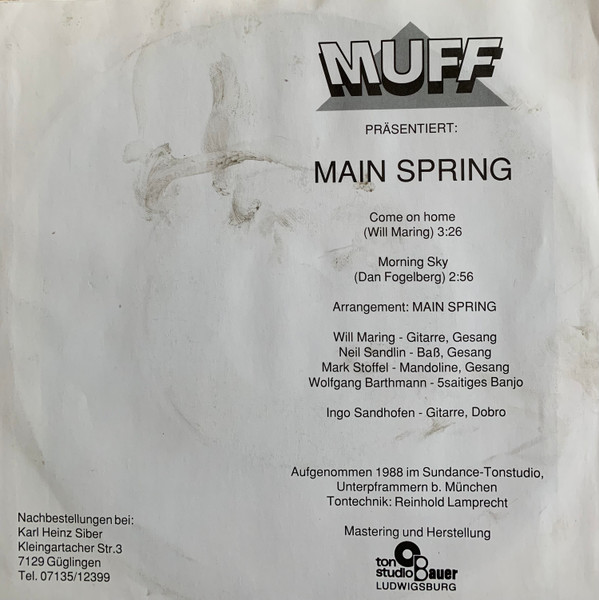 MUFF
PRÄSENTIERT:
MAIN SPRING
Come on home
(Will Maring) 3:26
Morning Sky
(Dan Fogelberg) 2:56
Arrangement: MAIN SPRING
Will Maring - Gitarre, Gesang
Neil Sandlin - Baß, Gesang
Mark Stoffel - Mandoline, Gesang
Wolfgang Barthmann - 5saitiges Banjo
Ingo Sandhofen - Gitarre, Dobro
Aufgenommen 1988 im Sundance-Tonstudio,
Unterpframmern b. München
Tontechnik: Reinhold Lamprecht
Mastering und Herstellung
ton
studio Bauer
LUDWIGSBURG
Nachbestellungen bei:
Karl Heinz Siber
Kleingartacher Str.3
7129 Güglingen
Tel. 07135/12399